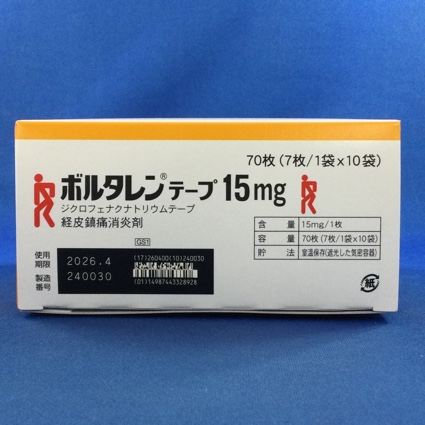 70枚(7枚/1袋×10袋)
ボルタレン®テープ 15mg
ジクロフェナクナトリウムテープ
経皮鎮痛消炎剤
含量 15mg/1枚
容量 70枚(7枚/1袋×10袋)
貯法 室温保存(遮光した気密容器)
GS1
使用期限 2026.4
製造番号 240030
(17)260400(10)240030
(01)14987443328928
紙